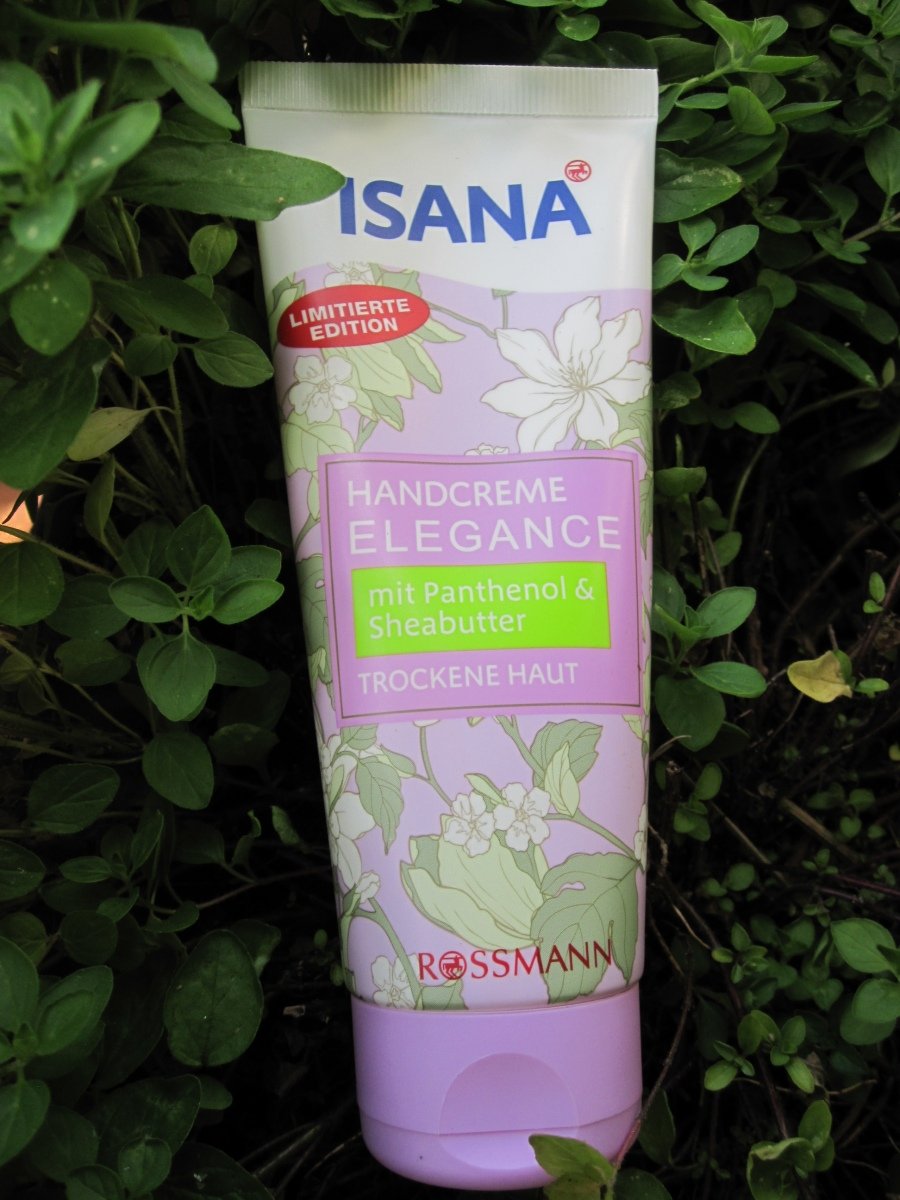 ISANA
LIMITIERTE
EDITION
HANDCREME
ELEGANCE
mit Panthenol &
Sheabutter
TROCKENE HAUT
ROSSMANN